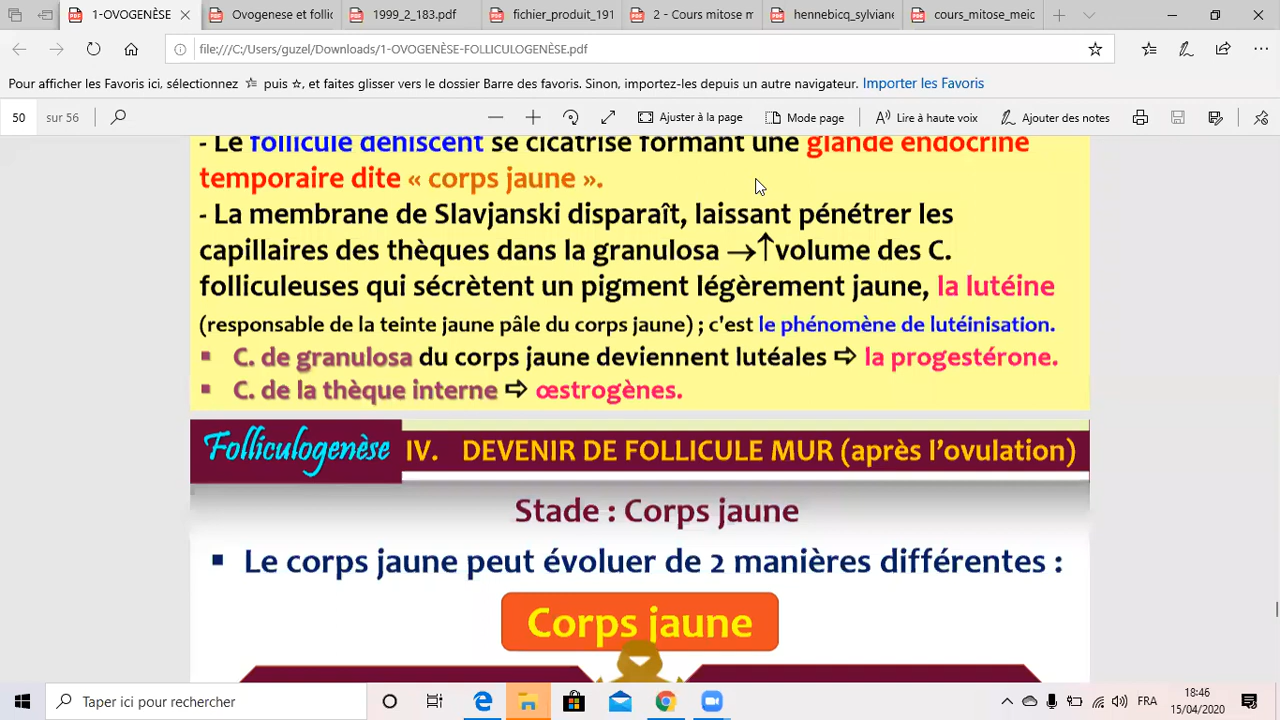 1-OVOGENÈSE
Ovogenese et follic
1999_2_183.pdf
fichier_produit_191
2 - Cours mitose m
hennebicq_sylviane
cours_mitose_meic
file:///C:/Users/guzel/Downloads/1-OVOGENÈSE-FOLLICULOGENÈSE.pdf
Pour afficher les Favoris ici, sélectionnez puis ☆, et faites glisser vers le dossier Barre des favoris. Sinon, importez-les depuis un autre navigateur. Importer les Favoris
50 sur 56 Ajuster à la page Mode page Lire à haute voix Ajouter des notes
- Le follicule déhiscent se cicatrise formant une glande endocrine
temporaire dite « corps jaune ».
- La membrane de Slavjanski disparaît, laissant pénétrer les
capillaires des thèques dans la granulosa →↑volume des C.
folliculeuses qui sécrètent un pigment légèrement jaune, la lutéine
(responsable de la teinte jaune pâle du corps jaune) ; c'est le phénomène de lutéinisation.
▪ C. de granulosa du corps jaune deviennent lutéales ⇨ la progestérone.
▪ C. de la thèque interne ⇨ œstrogènes.
Folliculogenèse IV. DEVENIR DE FOLLICULE MUR (après l’ovulation)
Stade : Corps jaune
▪ Le corps jaune peut évoluer de 2 manières différentes :
Corps jaune
Taper ici pour rechercher
FRA
18:46
15/04/2020